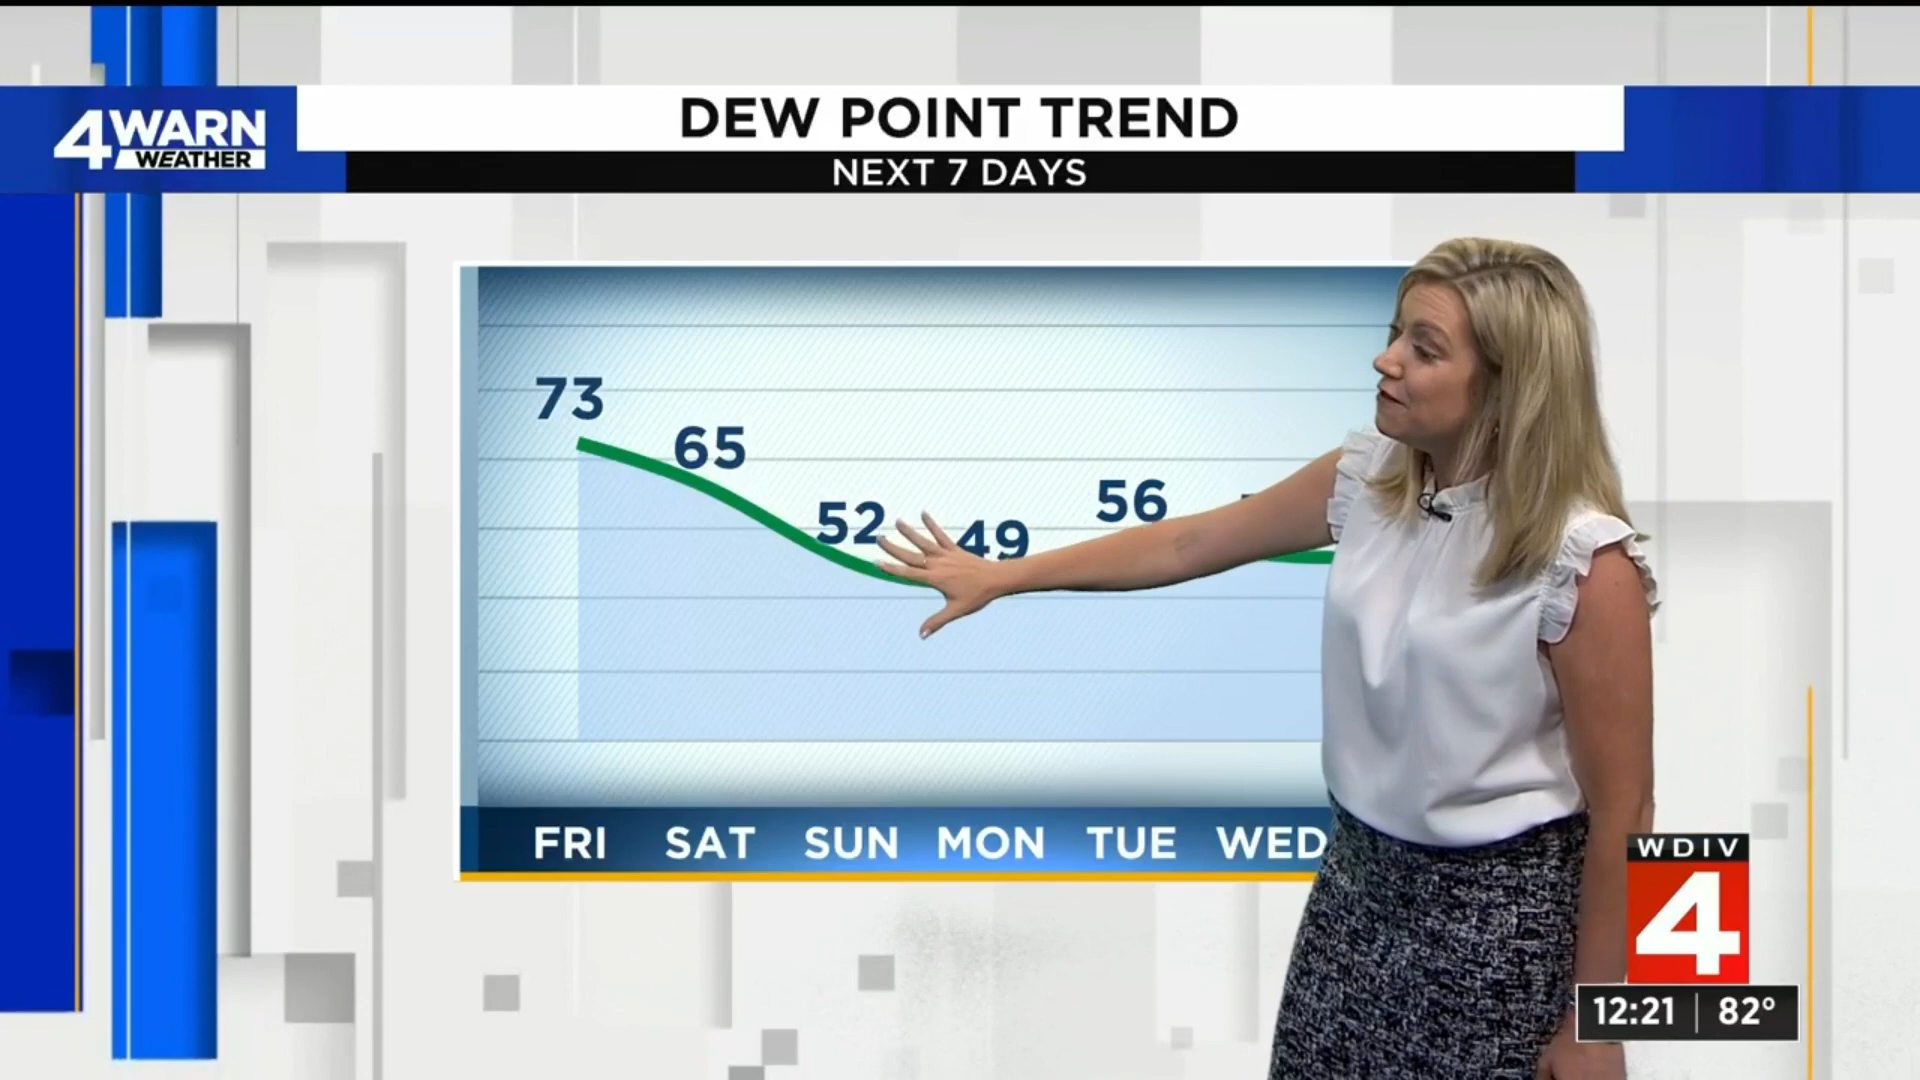 4WARN
WEATHER
DEW POINT TREND
NEXT 7 DAYS
73
65
52
49
56
FRI SAT SUN MON TUE WED
WDIV
4
12:21 82°